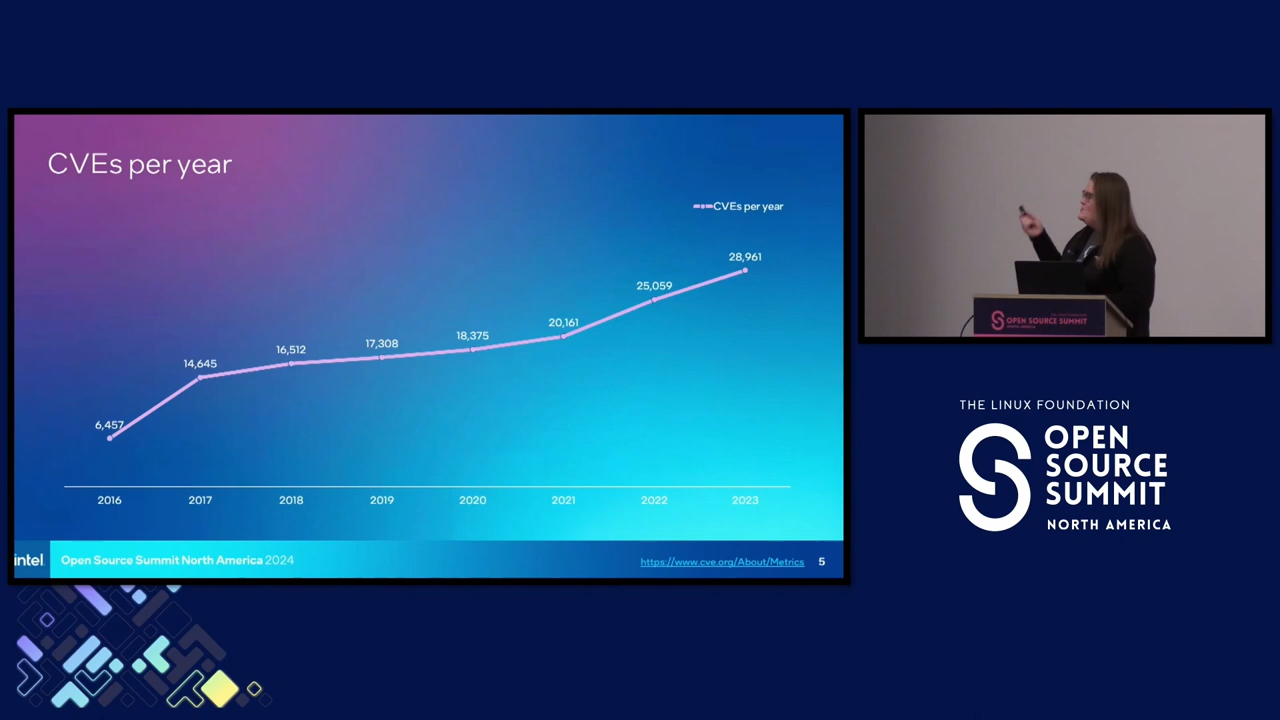 CVEs per year
CVEs per year
28,961
25,059
20,161
18,375
17,308
16,512
14,645
6,457
2016 2017 2018 2019 2020 2021 2022 2023
intel
Open Source Summit North America 2024
https://www.cve.org/About/Metrics 5
OPEN SOURCE SUMMIT
THE LINUX FOUNDATION
OPEN
SOURCE
SUMMIT
NORTH AMERICA